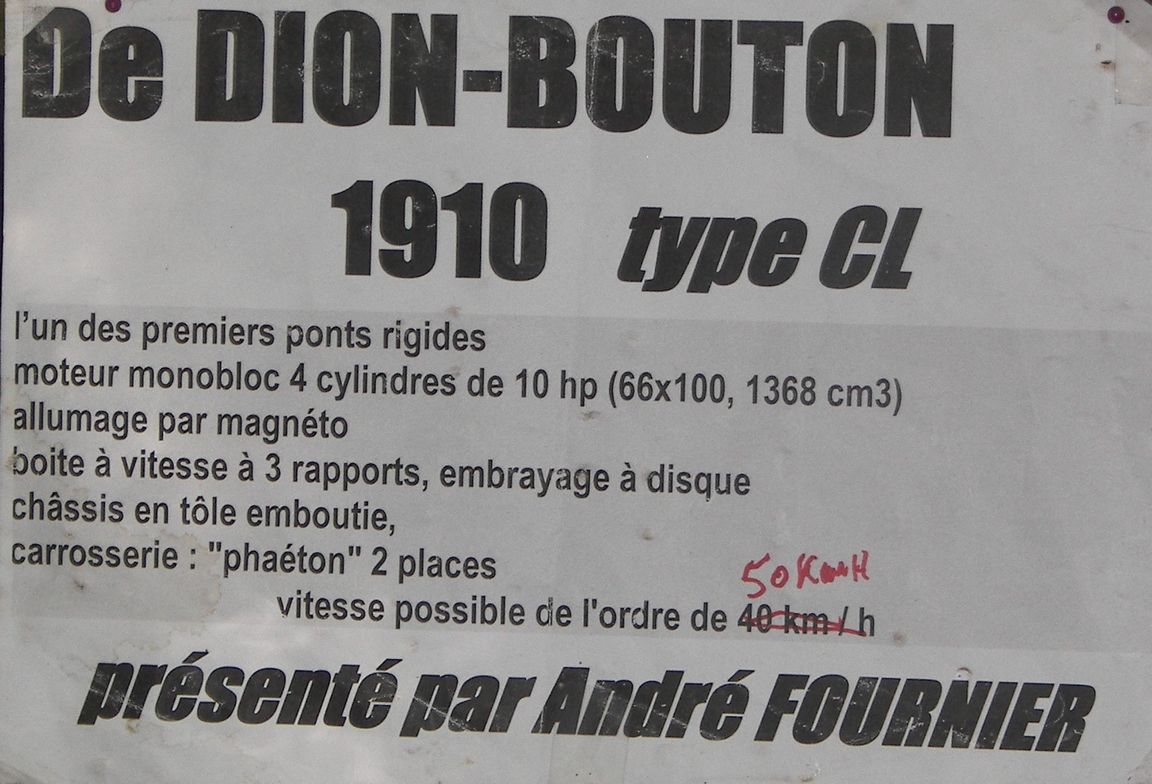 De DION-BOUTON
1910 type CL
l'un des premiers ponts rigides
moteur monobloc 4 cylindres de 10 hp (66x100, 1368 cm3)
allumage par magnéto
boite à vitesse à 3 rapports, embrayage à disque
châssis en tôle emboutie,
carrosserie : "phaéton" 2 places
50 KmH
vitesse possible de l'ordre de 40 km / h
présenté par André FOURNIER